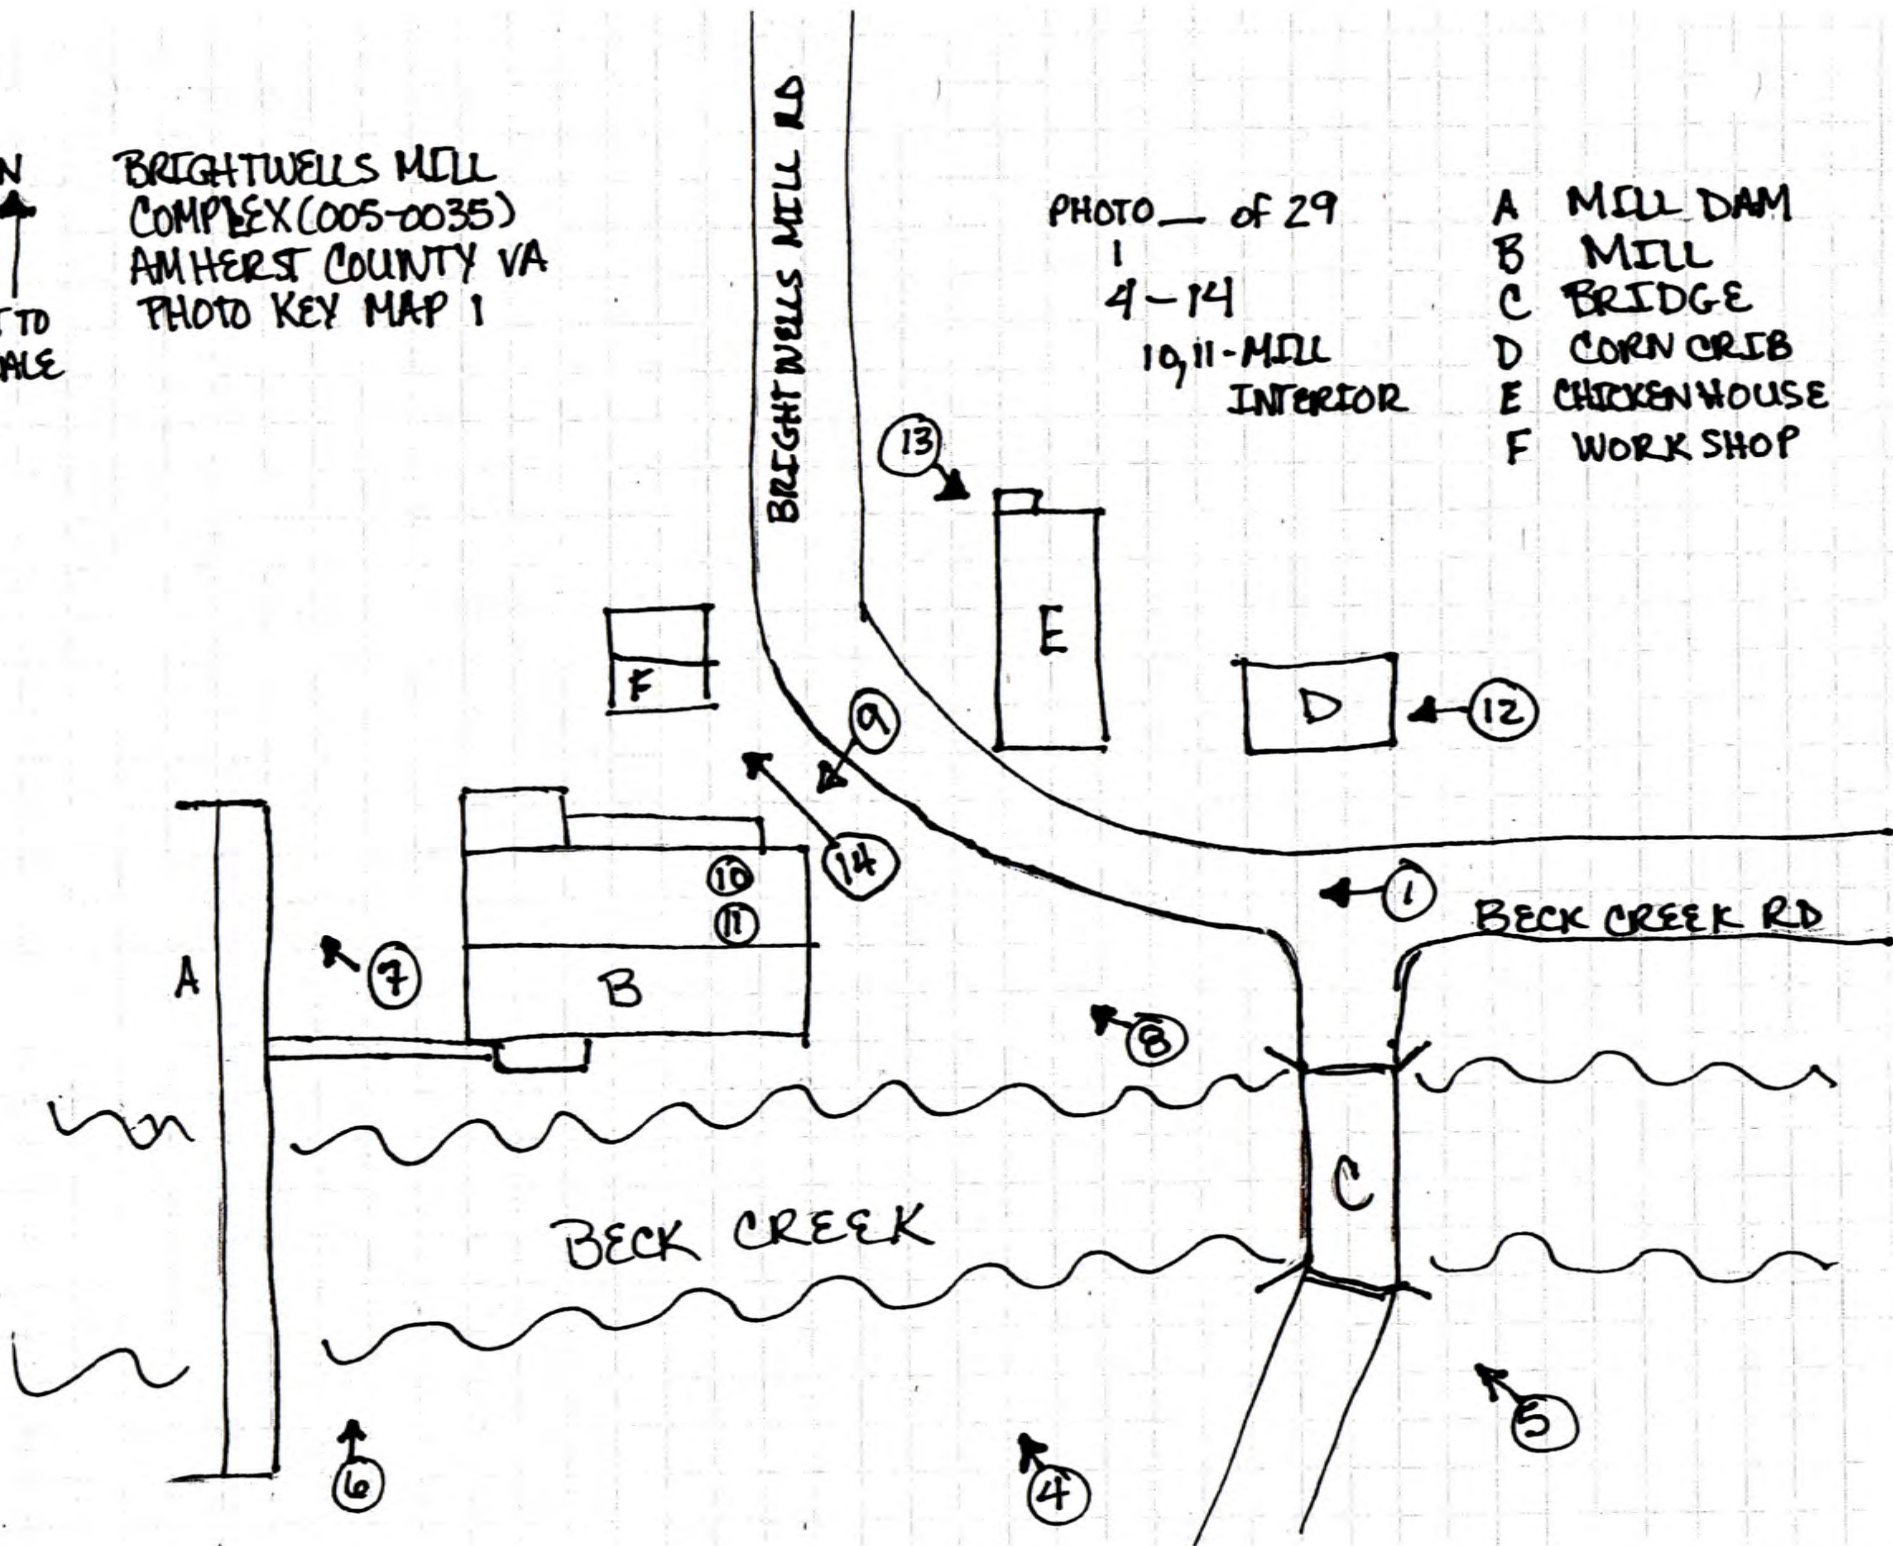 N
TO
BRIGHTWELLS MILL
COMPLEX (005-0035)
AMHERST COUNTY VA
PHOTO KEY MAP 1
BRIGHTWELLS MILL RD
PHOTO __ of 29
1
4-14
10,11-MILL
INTERIOR
A MILL DAM
B MILL
C BRIDGE
D CORN CRIB
E CHICKENHOUSE
F WORKSHOP
13
E
F
D
12
9
14
10
11
1
BECK CREEK RD
A
7
B
8
C
BECK CREEK
5
6
4